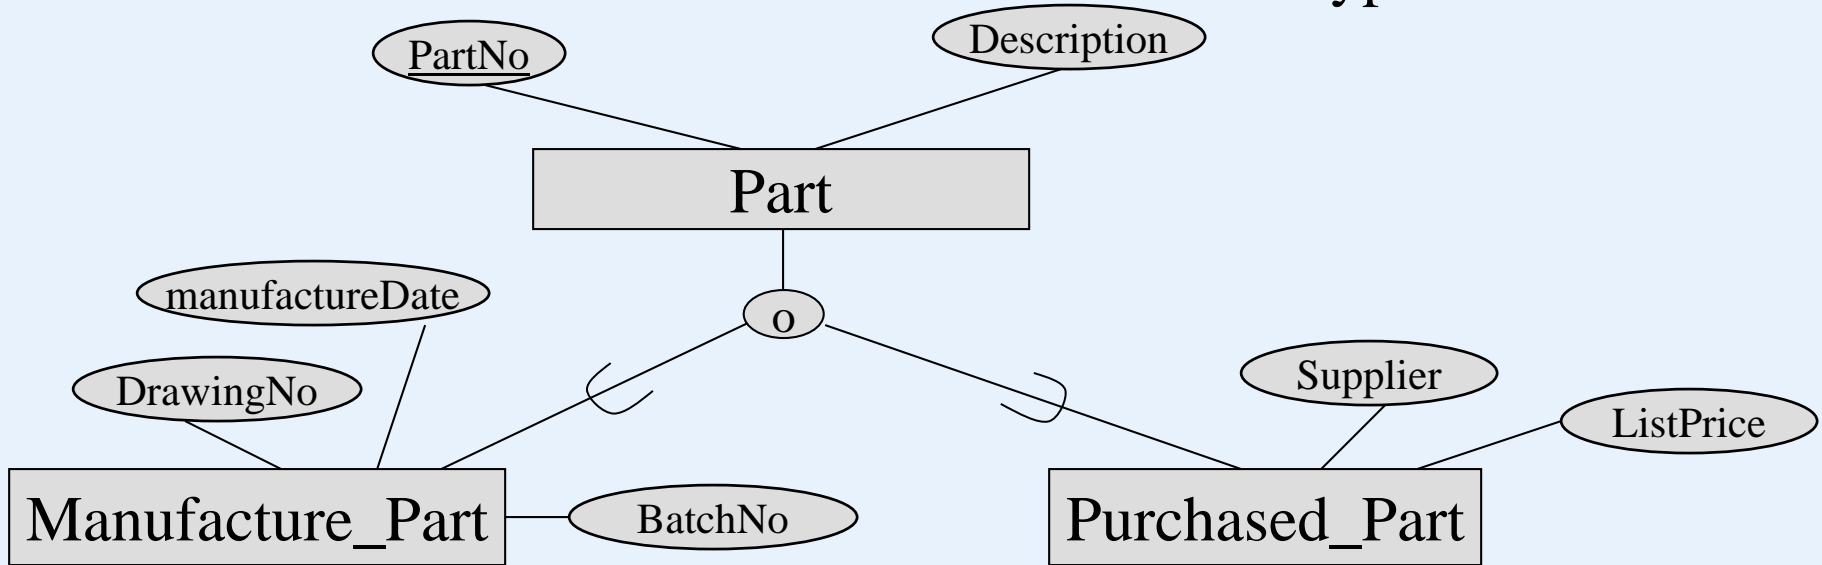 PartNo
Description
Part
manufactureDate
o
DrawingNo
Supplier
ListPrice
Manufacture_Part
BatchNo
Purchased_Part